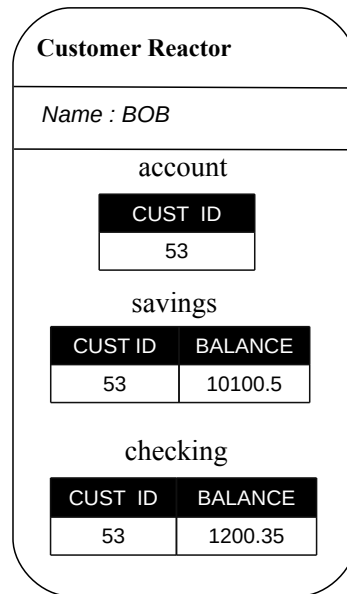 Customer Reactor
Name : BOB
account
CUST ID
53
savings
CUST ID BALANCE
53 10100.5
checking
CUST ID BALANCE
53 1200.35